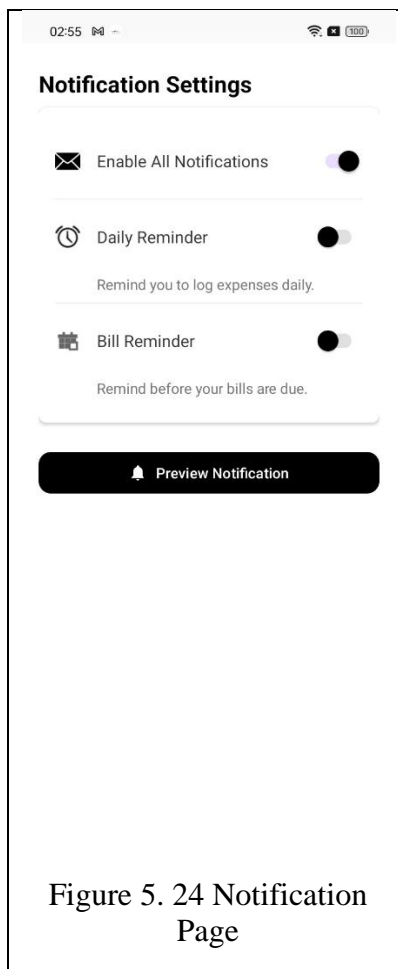 02:55
100
Notification Settings
Enable All Notifications
Daily Reminder
Remind you to log expenses daily.
Bill Reminder
Remind before your bills are due.
Preview Notification
Figure 5. 24 Notification
Page